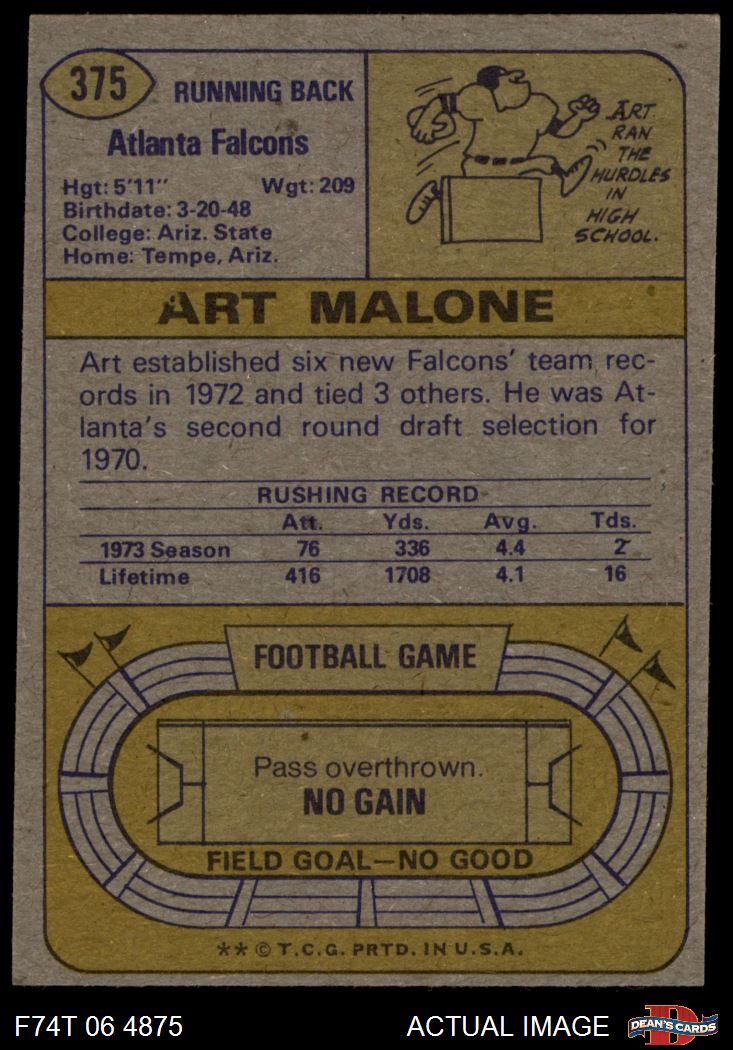 375
RUNNING BACK
Atlanta Falcons
Hgt: 5'11" Wgt: 209
Birthdate: 3-20-48
College: Ariz. State
Home: Tempe, Ariz.
ART
RAN
THE
HURDLES
IN
HIGH
SCHOOL.
ART MALONE
Art established six new Falcons' team rec-
ords in 1972 and tied 3 others. He was At-
lanta's second round draft selection for
1970.
RUSHING RECORD
Att. Yds. Avg. Tds.
1973 Season 76 336 4.4 2
Lifetime 416 1708 4.1 16
FOOTBALL GAME
Pass overthrown.
NO GAIN
FIELD GOAL—NO GOOD
** © T.C.G. PRTD. IN U.S.A.
F74T 06 4875 ACTUAL IMAGE
D
DEAN'S CARDS